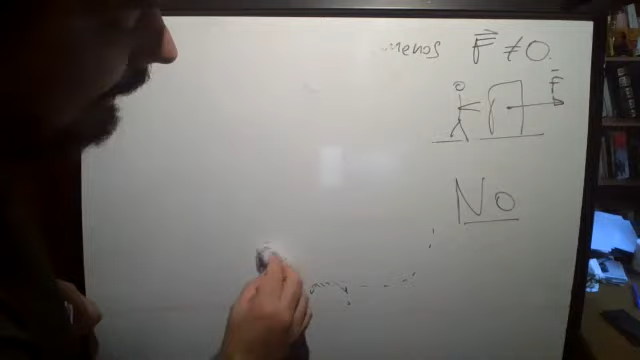 menos F⃗ ≠ 0.
F⃗
No